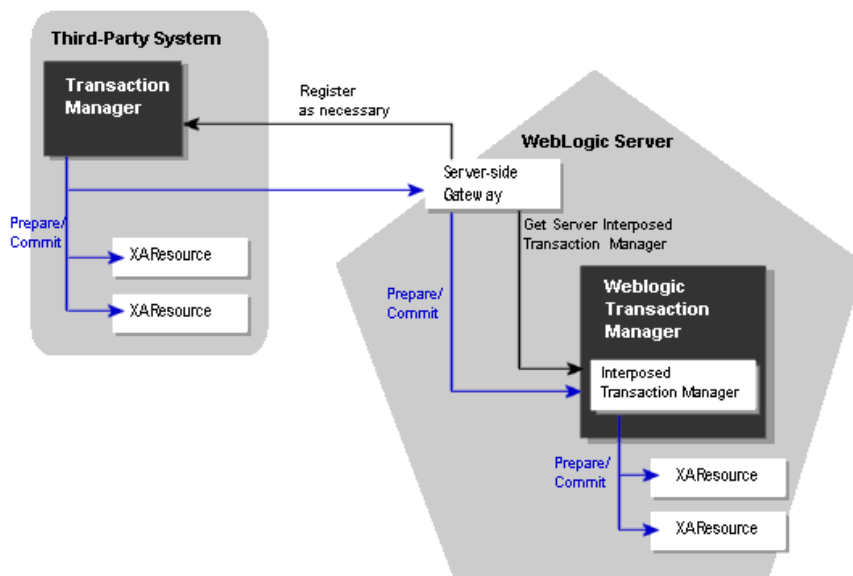 Third-Party System
Transaction
Manager
Register
as necessary
WebLogic Server
Server-side
Gateway
Prepare/
Commit
XAResource
XAResource
Get Server Interposed
Transaction Manager
Prepare/
Commit
Weblogic
Transaction
Manager
Interposed
Transaction Manager
Prepare/
Commit
XAResource
XAResource